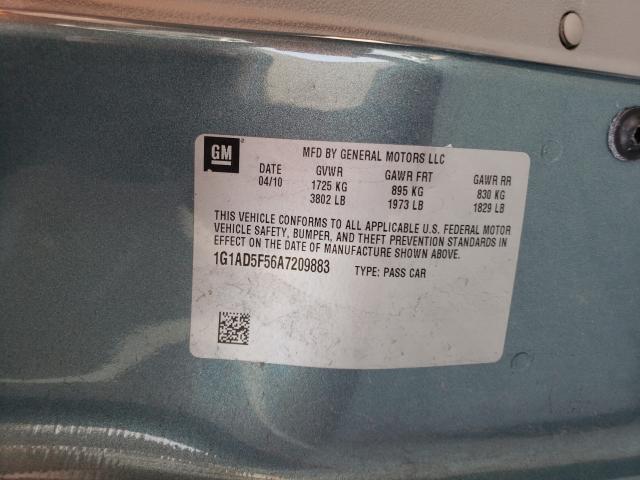 GM
MFD BY GENERAL MOTORS LLC
DATE GVWR GAWR FRT GAWR RR
04/10 1725 KG 895 KG 830 KG
3802 LB 1973 LB 1829 LB
THIS VEHICLE CONFORMS TO ALL APPLICABLE U.S. FEDERAL MOTOR
VEHICLE SAFETY, BUMPER, AND THEFT PREVENTION STANDARDS IN
EFFECT ON THE DATE OF MANUFACTURE SHOWN ABOVE.
1G1AD5F56A7209883 TYPE: PASS CAR